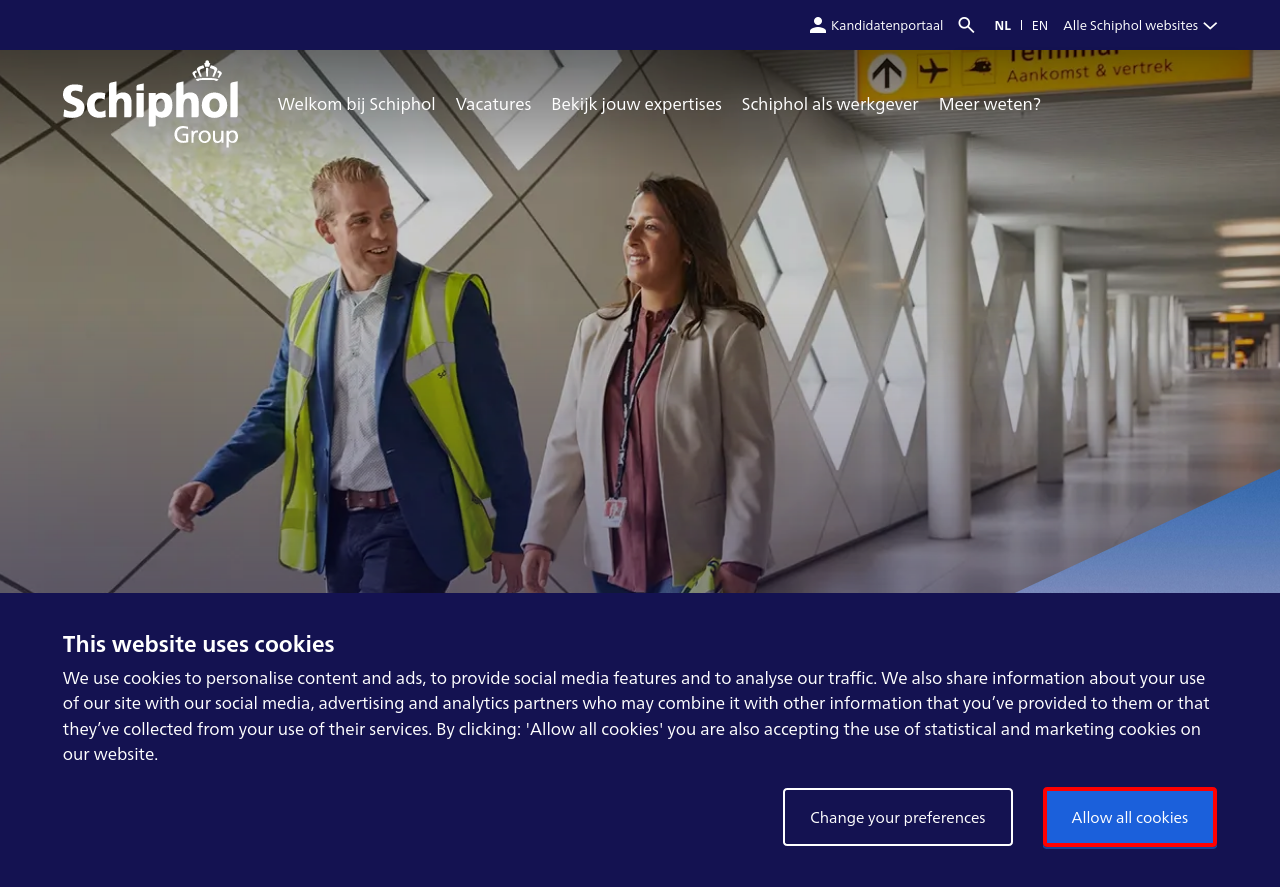 Kandidatenportaal
NL | EN
Alle Schiphol websites
Schiphol
Group
Welkom bij Schiphol
Vacatures
Bekijk jouw expertises
Schiphol als werkgever
Meer weten?
Terminal
Aankomst & vertrek
This website uses cookies
We use cookies to personalise content and ads, to provide social media features and to analyse our traffic. We also share information about your use
of our site with our social media, advertising and analytics partners who may combine it with other information that you’ve provided to them or that
they’ve collected from your use of their services. By clicking: 'Allow all cookies' you are also accepting the use of statistical and marketing cookies on
our website.
Change your preferences
Allow all cookies